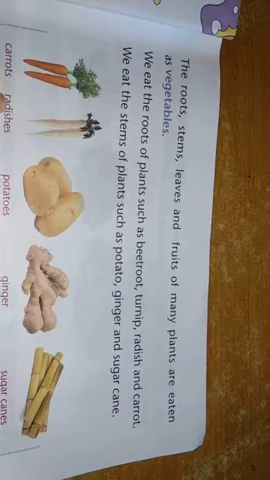 The roots, stems, leaves and fruits of many plants are eaten
as vegetables.
We eat the roots of plants such as beetroot, turnip, radish and carrot.
We eat the stems of plants such as potato, ginger and sugar cane.
carrots radishes potatoes ginger sugar canes